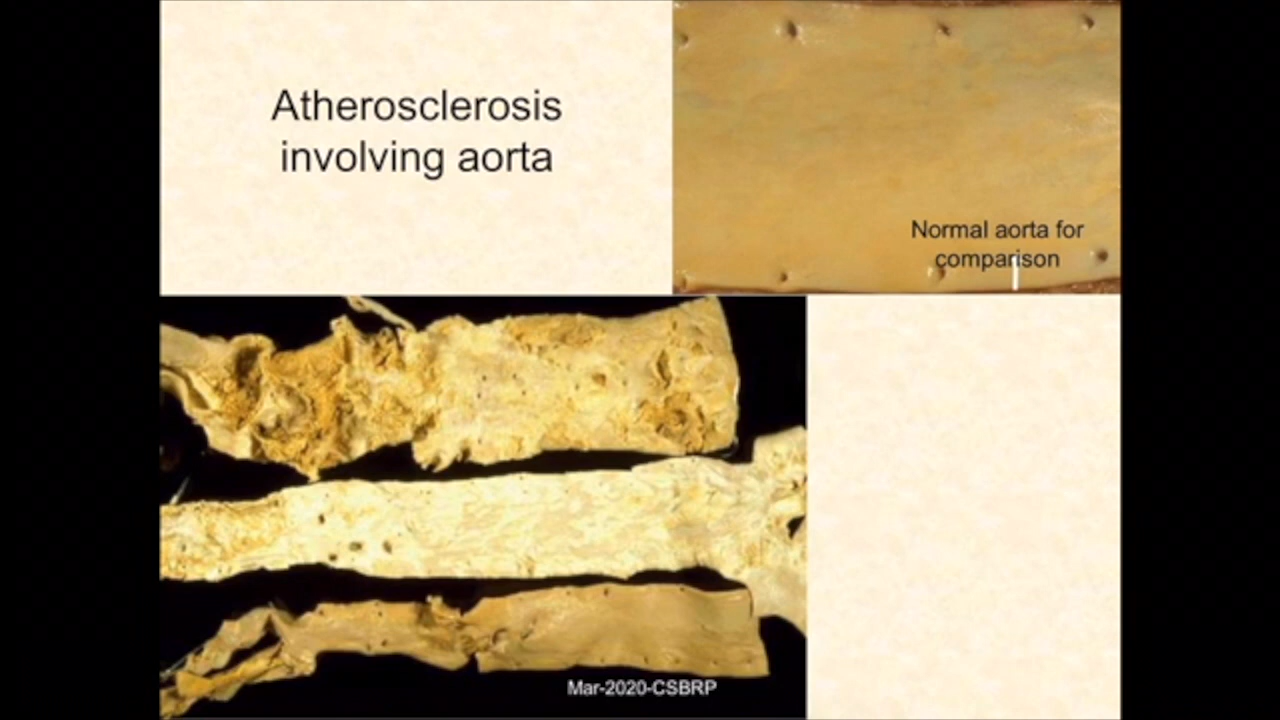 Atherosclerosis
involving aorta
Normal aorta for
comparison
Mar-2020-CSBRP